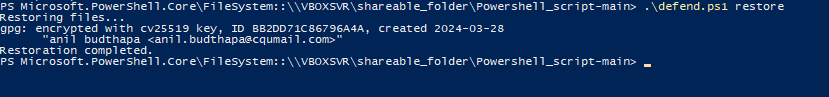 PS Microsoft.PowerShell.Core\FileSystem::\\VBOXSVR\shareable_folder\Powershell_script-main> .\defend.ps1 restore
Restoring files...
gpg: encrypted with cv25519 key, ID BB2DD71C86796A4A, created 2024-03-28
"anil budthapa <anil.budthapa@cqumail.com>"
Restoration completed.
PS Microsoft.PowerShell.Core\FileSystem::\\VBOXSVR\shareable_folder\Powershell_script-main> _